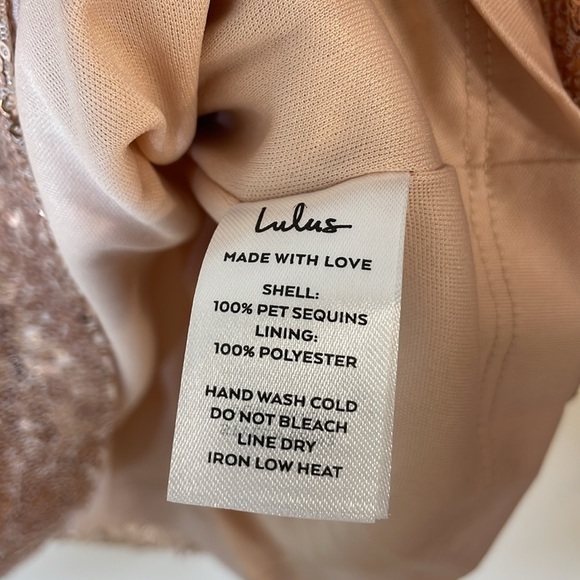 Lulus
MADE WITH LOVE
SHELL:
100% PET SEQUINS
LINING:
100% POLYESTER
HAND WASH COLD
DO NOT BLEACH
LINE DRY
IRON LOW HEAT